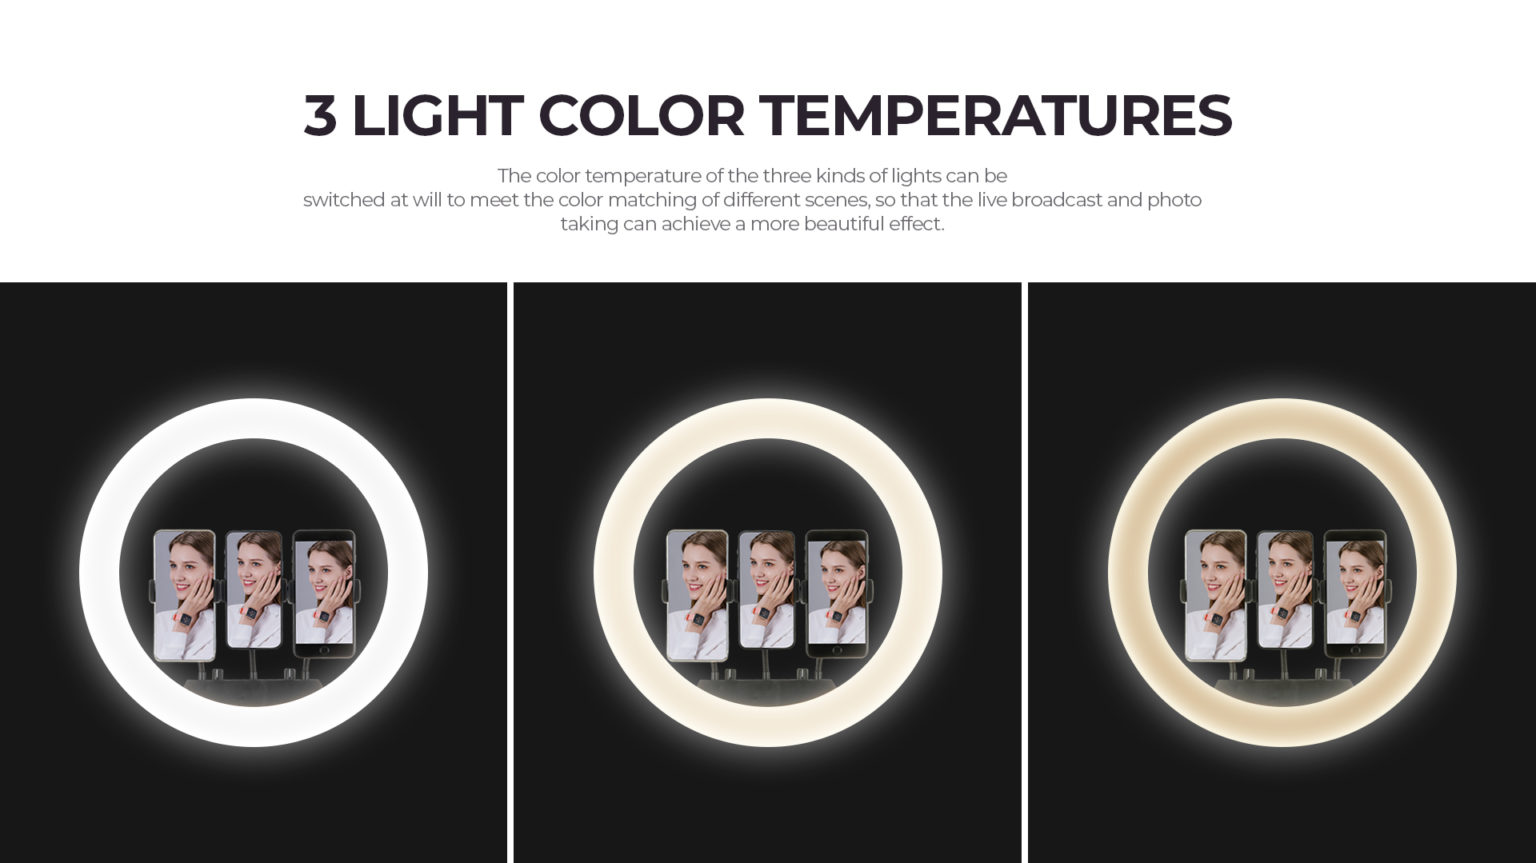 3 LIGHT COLOR TEMPERATURES
The color temperature of the three kinds of lights can be
switched at will to meet the color matching of different scenes, so that the live broadcast and photo
taking can achieve a more beautiful effect.